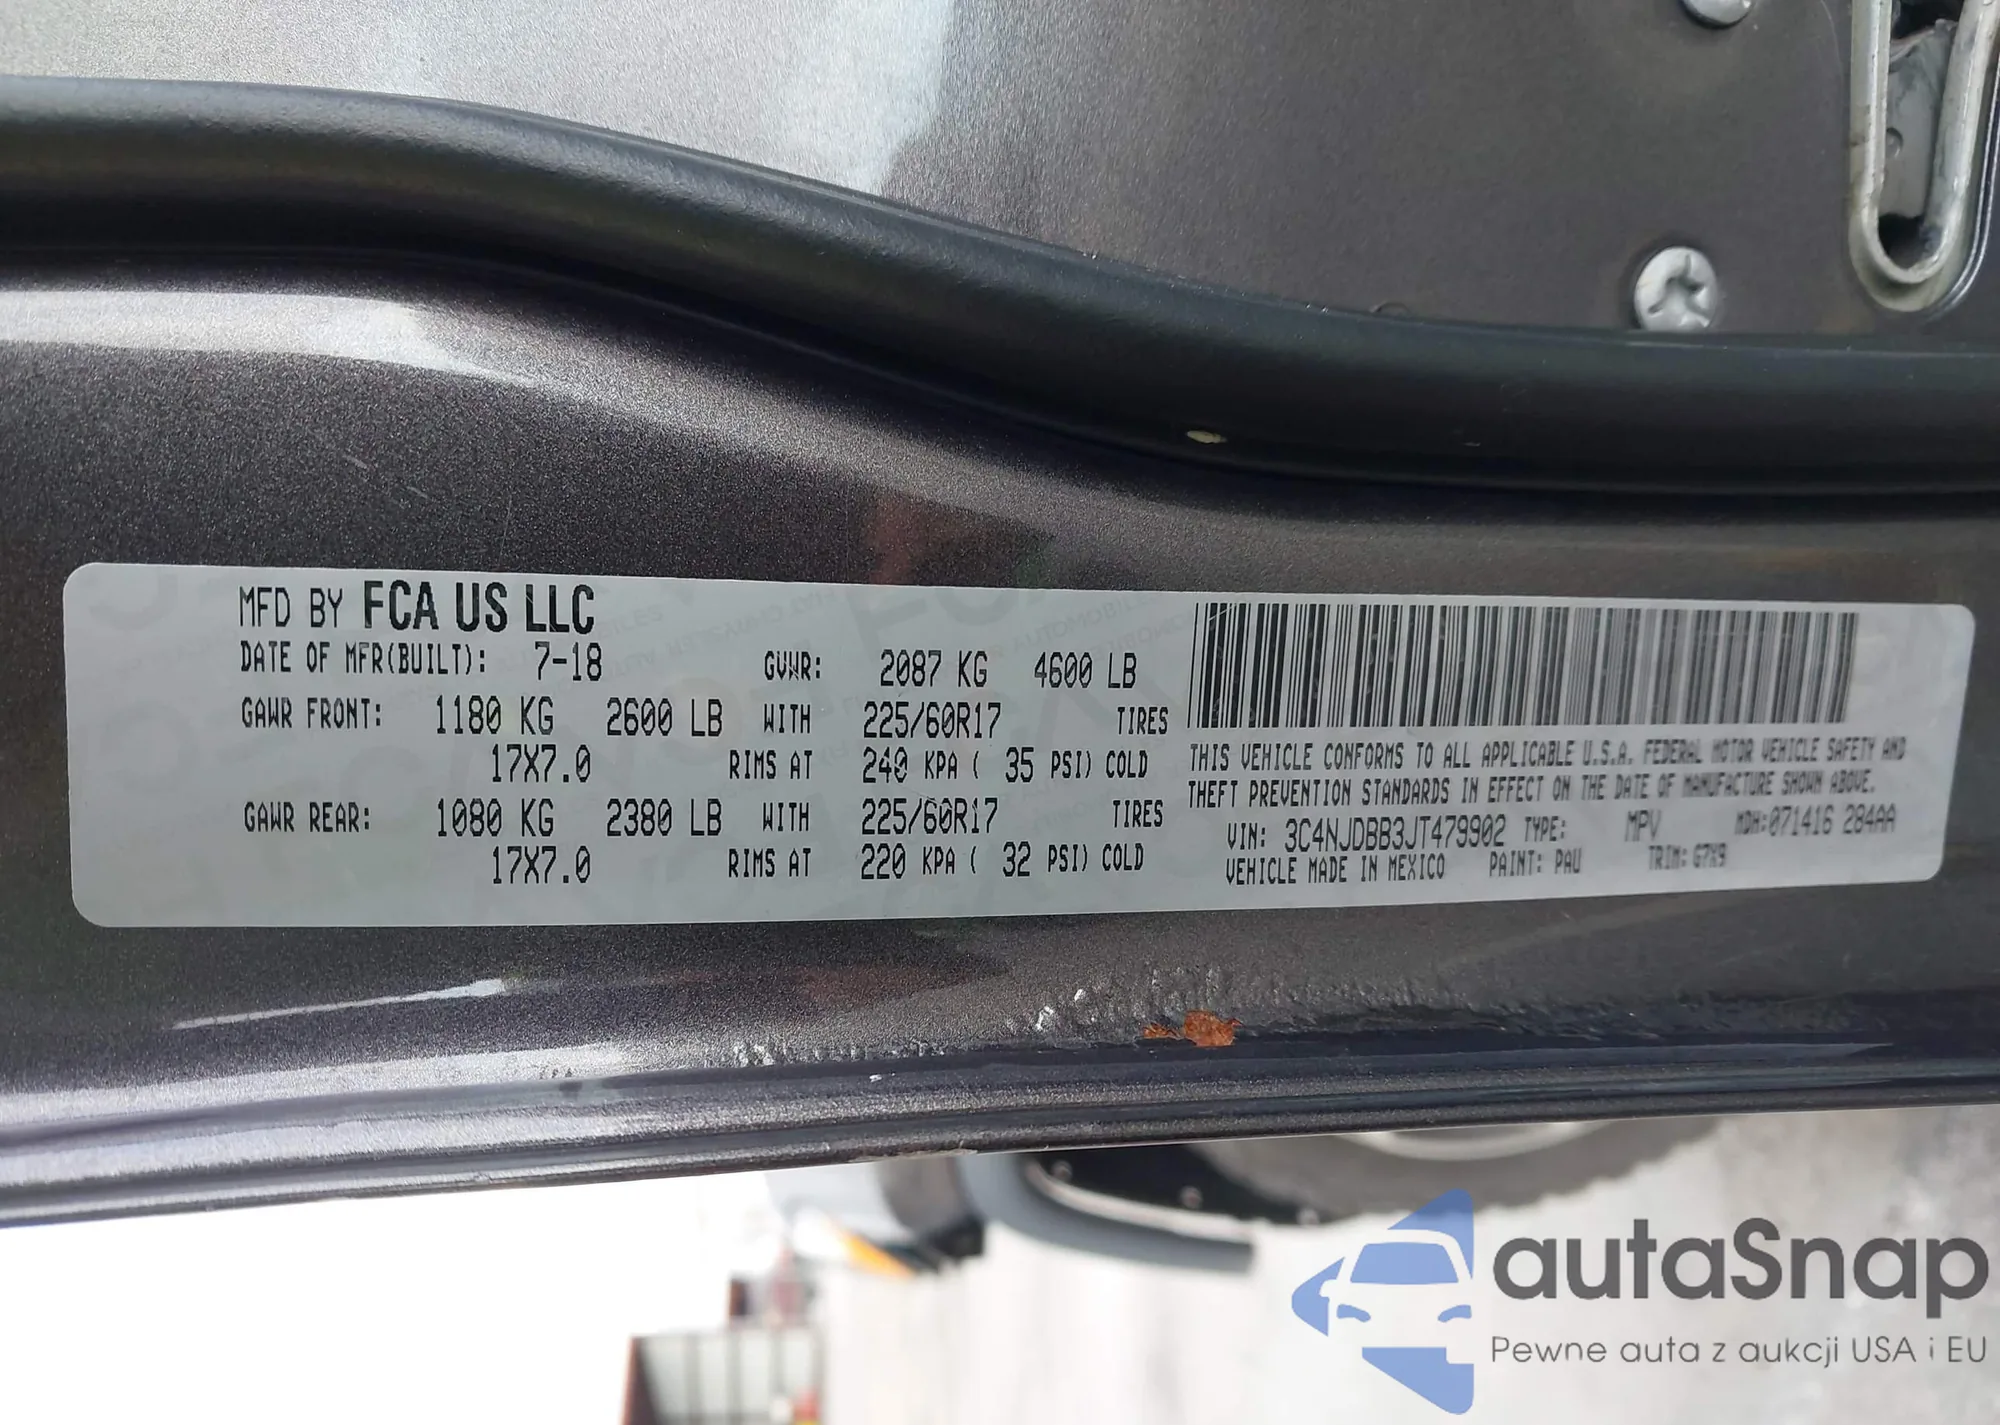 MFD BY FCA US LLC
DATE OF MFR(BUILT): 7-18 GVWR: 2087 KG 4600 LB
GAWR FRONT: 1180 KG 2600 LB WITH 225/60R17 TIRES
17X7.0 RIMS AT 240 KPA ( 35 PSI) COLD
GAWR REAR: 1080 KG 2380 LB WITH 225/60R17 TIRES
17X7.0 RIMS AT 220 KPA ( 32 PSI) COLD
THIS VEHICLE CONFORMS TO ALL APPLICABLE U.S.A. FEDERAL MOTOR VEHICLE SAFETY AND
THEFT PREVENTION STANDARDS IN EFFECT ON THE DATE OF MANUFACTURE SHOWN ABOVE.
VIN: 3C4NJDBB3JT479902 TYPE: MPV MDH:071416 284AA
VEHICLE MADE IN MEXICO PAINT: PAU TRIM: G7X9
autaSnap
Pewne auta z aukcji USA i EU